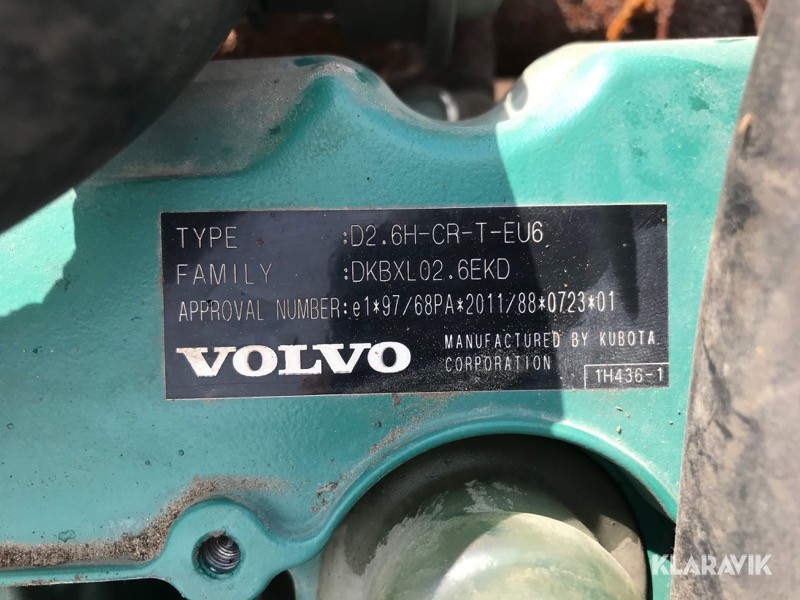 TYPE :D2.6H-CR-T-EU6
FAMILY :DKBXL02.6EKD
APPROVAL NUMBER:e1*97/68PA*2011/88*0723*01
VOLVO
MANUFACTURED BY KUBOTA
CORPORATION
1H436-1
KLARAVIK